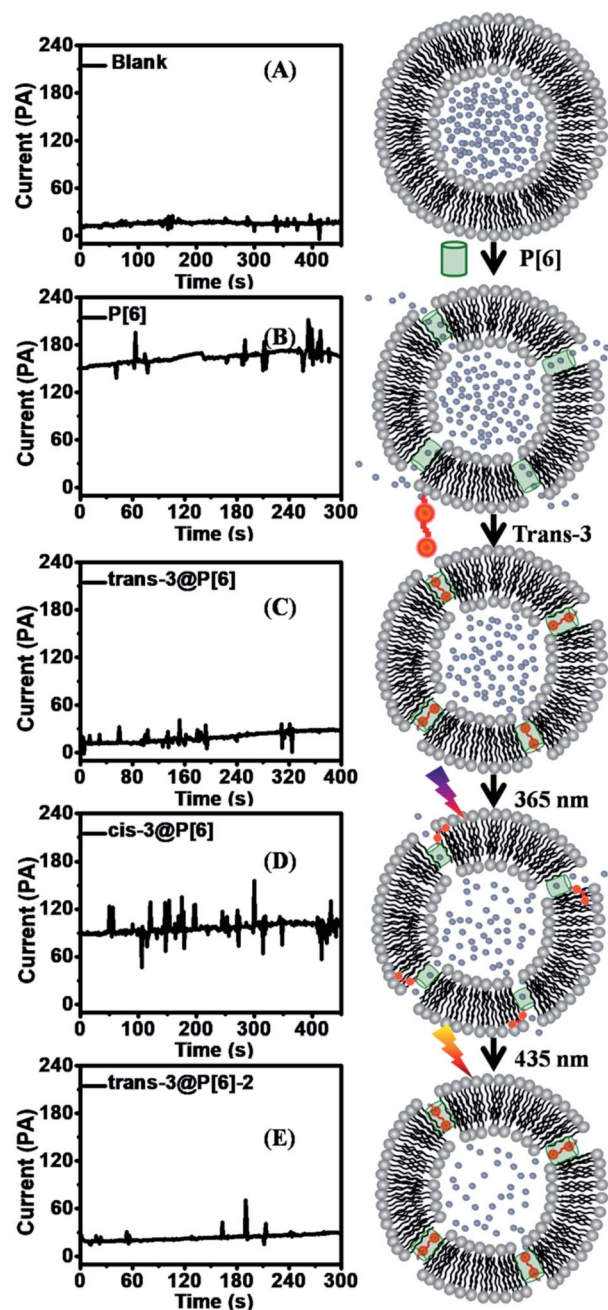 Blank
(A)
Current (PA)
240
180
120
60
0
0 100 200 300 400
Time (s)
P[6]
P[6]
(B)
Current (PA)
240
180
120
60
0
0 60 120 180 240 300
Time (s)
Trans-3
trans-3@P[6]
(C)
Current (PA)
240
180
120
60
0
0 80 160 240 320 400
Time (s)
365 nm
cis-3@P[6]
(D)
Current (PA)
240
180
120
60
0
0 100 200 300 400
Time (s)
435 nm
trans-3@P[6]-2
(E)
Current (PA)
240
180
120
60
0
0 60 120 180 240 300
Time (s)